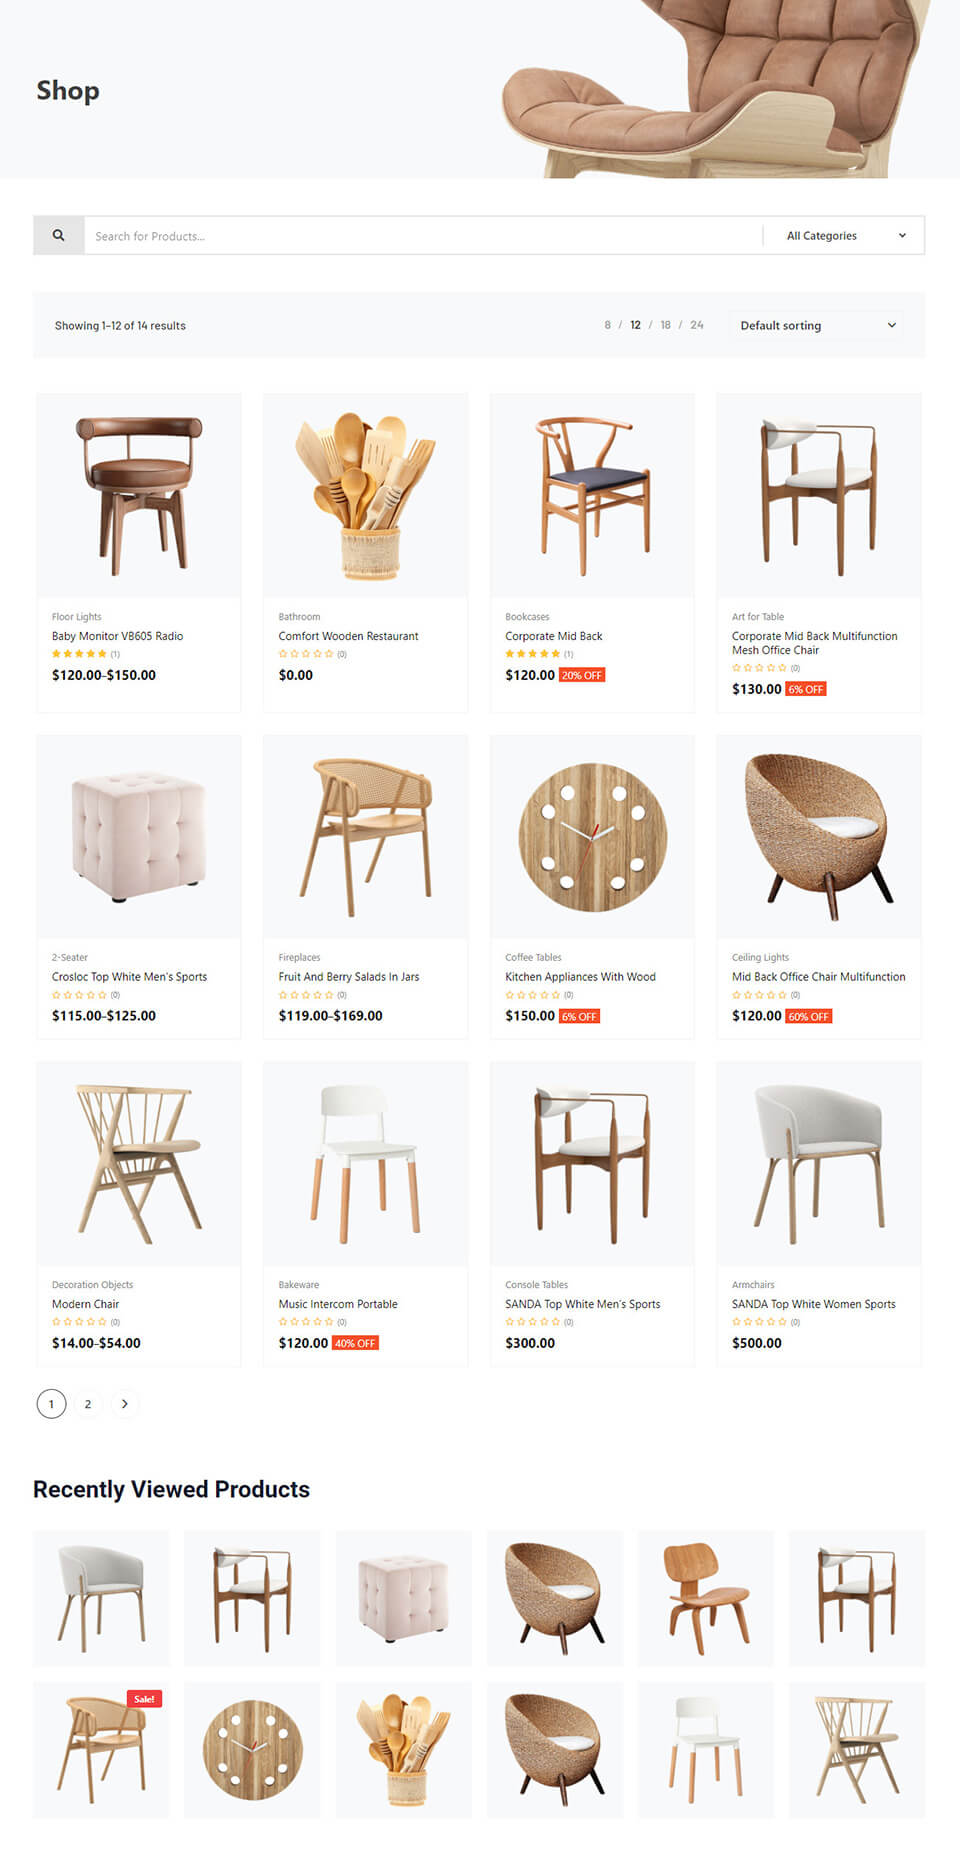 Shop
Search for Products...
All Categories
Showing 1–12 of 14 results
8 / 12 / 18 / 24
Default sorting
Floor Lights
Baby Monitor VB605 Radio
(1)
$120.00–$150.00
Bathroom
Comfort Wooden Restaurant
(0)
$0.00
Bookcases
Corporate Mid Back
(1)
$120.00 20% OFF
Art for Table
Corporate Mid Back Multifunction
Mesh Office Chair
(0)
$130.00 6% OFF
2-Seater
Crosloc Top White Men's Sports
(0)
$115.00–$125.00
Fireplaces
Fruit And Berry Salads In Jars
(0)
$119.00–$169.00
Coffee Tables
Kitchen Appliances With Wood
(0)
$150.00 6% OFF
Ceiling Lights
Mid Back Office Chair Multifunction
(0)
$120.00 60% OFF
Decoration Objects
Modern Chair
(0)
$14.00–$54.00
Bakeware
Music Intercom Portable
(0)
$120.00 40% OFF
Console Tables
SANDA Top White Men's Sports
(0)
$300.00
Armchairs
SANDA Top White Women Sports
(0)
$500.00
1 2
Recently Viewed Products
Sale!